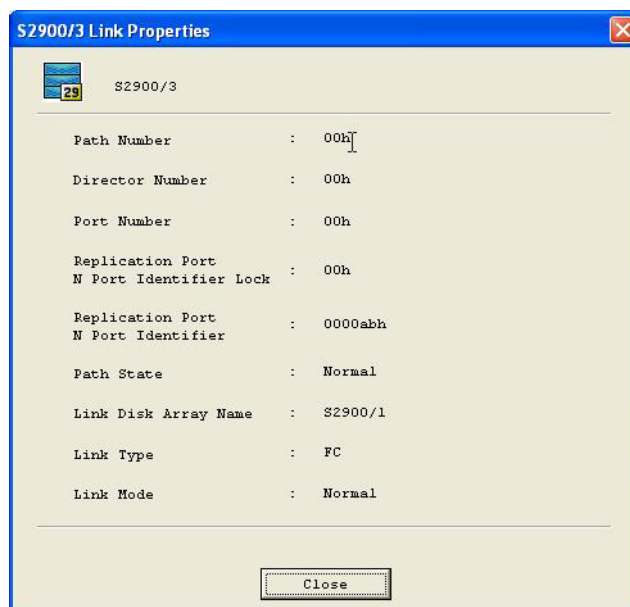 S2900/3 Link Properties
29
S2900/3
Path Number : 00h
Director Number : 00h
Port Number : 00h
Replication Port
N Port Identifier Lock : 00h
Replication Port
N Port Identifier : 0000abh
Path State : Normal
Link Disk Array Name : S2900/1
Link Type : FC
Link Mode : Normal
Close